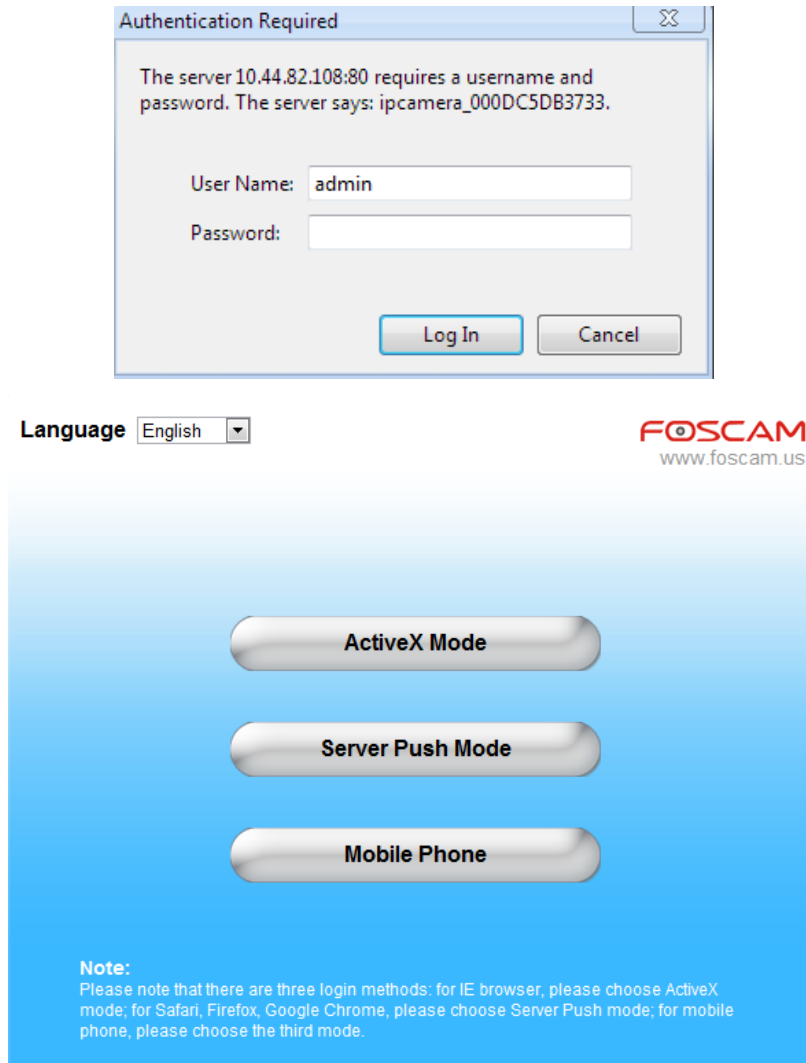 Authentication Required
The server 10.44.82.108:80 requires a username and
password. The server says: ipcamera_000DC5DB3733.
User Name: admin
Password:
Log In Cancel
Language English
FOSCAM
www.foscam.us
ActiveX Mode
Server Push Mode
Mobile Phone
Note:
Please note that there are three login methods: for IE browser, please choose ActiveX
mode; for Safari, Firefox, Google Chrome, please choose Server Push mode; for mobile
phone, please choose the third mode.